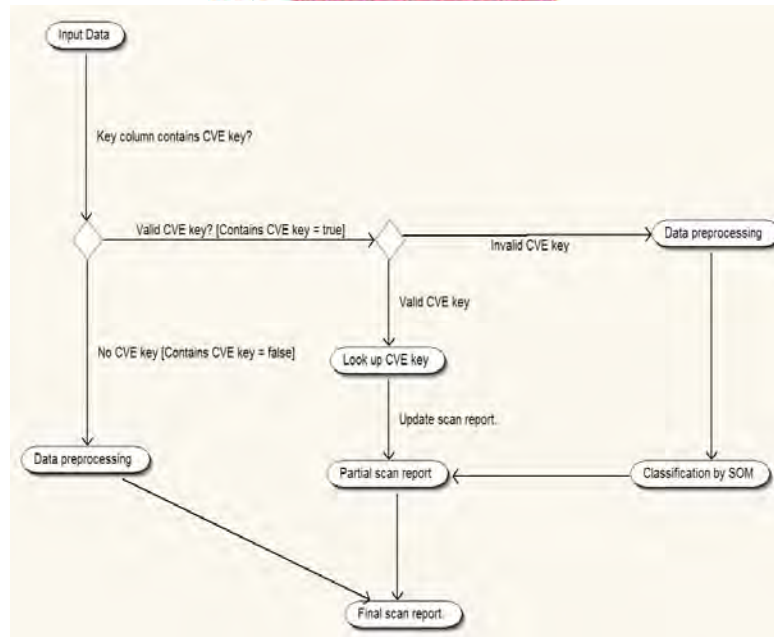 Input Data
Key column contains CVE key?
Valid CVE key? [Contains CVE key = true]
Invalid CVE key
Data preprocessing
Valid CVE key
No CVE key [Contains CVE key = false]
Look up CVE key
Update scan report.
Data preprocessing
Partial scan report
Classification by SOM
Final scan report.